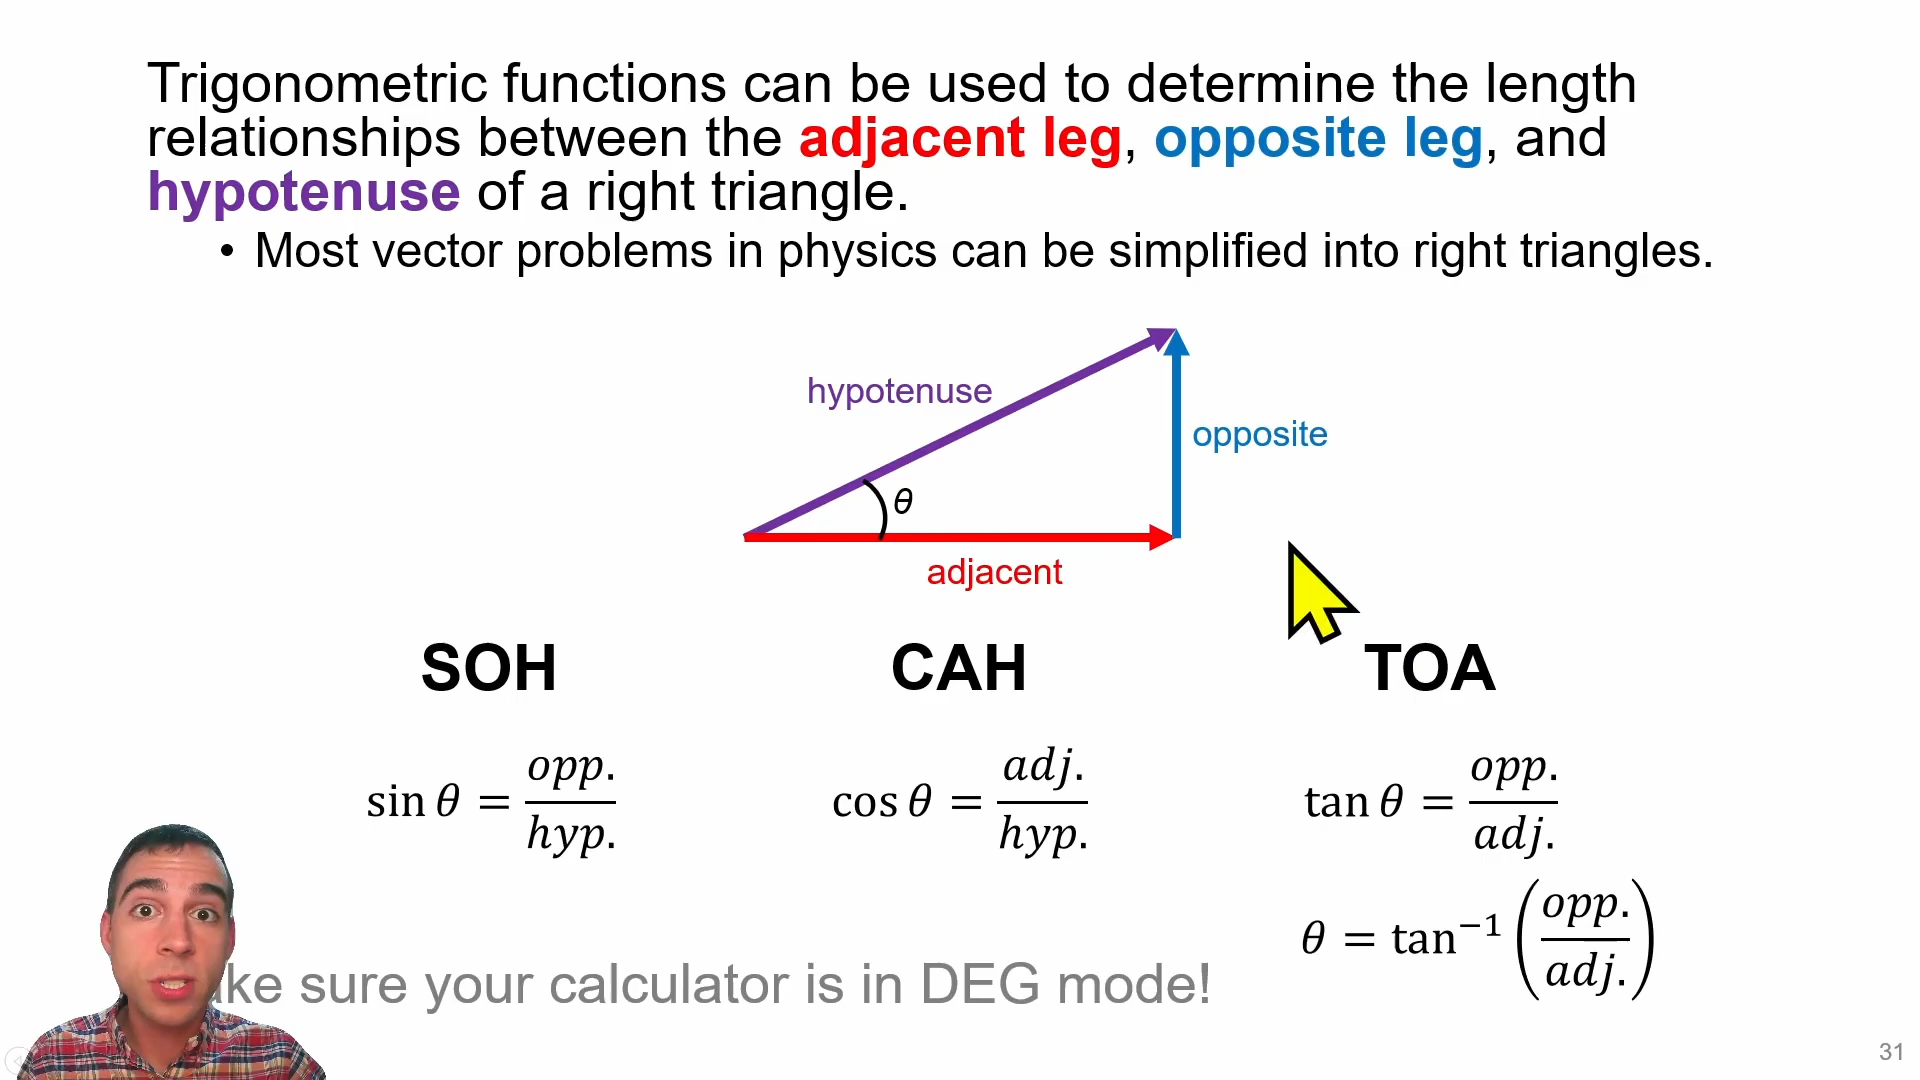 Trigonometric functions can be used to determine the length
relationships between the adjacent leg, opposite leg, and
hypotenuse of a right triangle.
• Most vector problems in physics can be simplified into right triangles.
hypotenuse
opposite
θ
adjacent
SOH CAH TOA
sin θ = opp./hyp. cos θ = adj./hyp. tan θ = opp./adj.
θ = tan⁻¹(opp./adj.)
sure your calculator is in DEG mode!
31